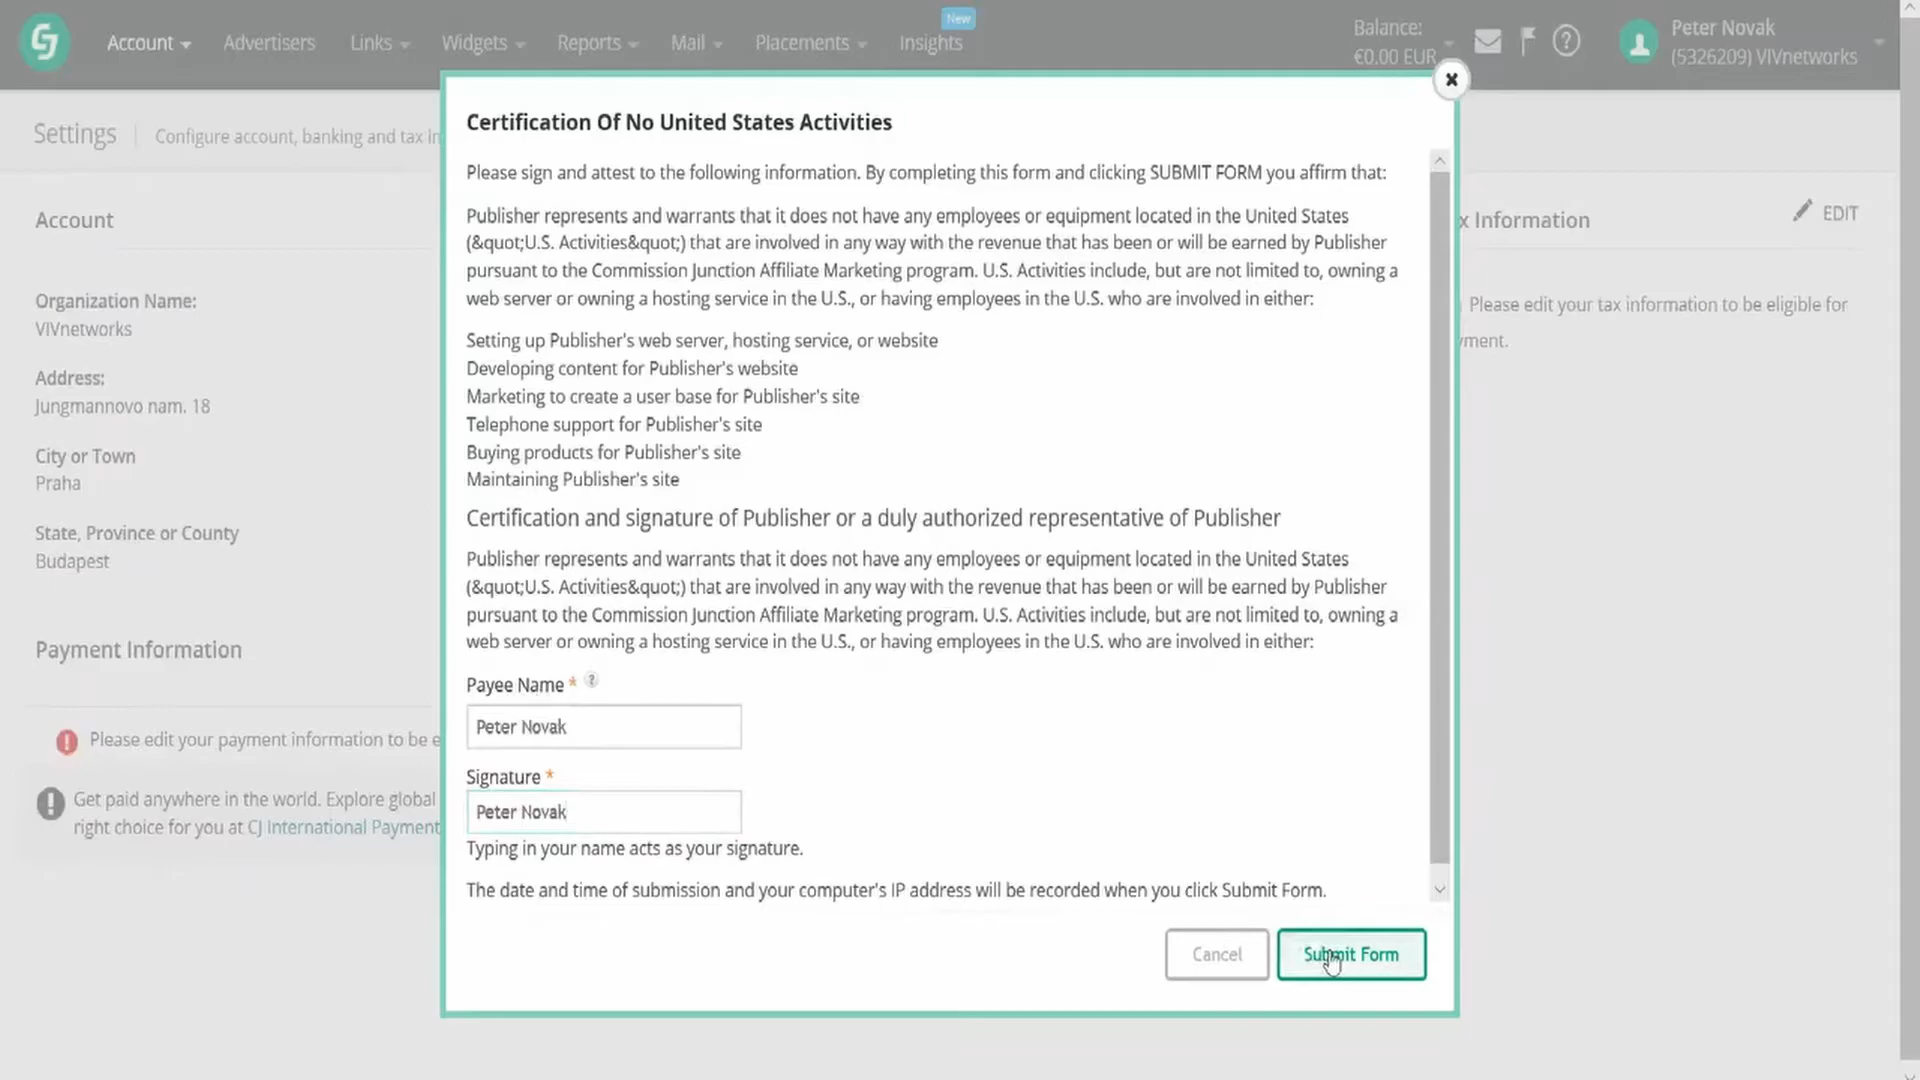 New
Account
Advertisers
Links
Widgets
Reports
Mail
Placements
Insights
Balance:
€0.00 EUR
Peter Novak
(5326209) VIVnetworks
Settings
Configure account, banking and tax in
Account
Organization Name:
VIVnetworks
Address:
Jungmannovo nam. 18
City or Town
Praha
State, Province or County
Budapest
Payment Information
Please edit your payment information to be e
Get paid anywhere in the world. Explore global
right choice for you at CJ International Payment
Certification Of No United States Activities
Please sign and attest to the following information. By completing this form and clicking SUBMIT FORM you affirm that:
Publisher represents and warrants that it does not have any employees or equipment located in the United States
(&quot;U.S. Activities&quot;) that are involved in any way with the revenue that has been or will be earned by Publisher
pursuant to the Commission Junction Affiliate Marketing program. U.S. Activities include, but are not limited to, owning a
web server or owning a hosting service in the U.S., or having employees in the U.S. who are involved in either:
Setting up Publisher's web server, hosting service, or website
Developing content for Publisher's website
Marketing to create a user base for Publisher's site
Telephone support for Publisher's site
Buying products for Publisher's site
Maintaining Publisher's site
Certification and signature of Publisher or a duly authorized representative of Publisher
Publisher represents and warrants that it does not have any employees or equipment located in the United States
(&quot;U.S. Activities&quot;) that are involved in any way with the revenue that has been or will be earned by Publisher
pursuant to the Commission Junction Affiliate Marketing program. U.S. Activities include, but are not limited to, owning a
web server or owning a hosting service in the U.S., or having employees in the U.S. who are involved in either:
Payee Name *
Peter Novak
Signature *
Peter Novak
Typing in your name acts as your signature.
The date and time of submission and your computer's IP address will be recorded when you click Submit Form.
Cancel
Submit Form
x Information
EDIT
Please edit your tax information to be eligible for
yment.